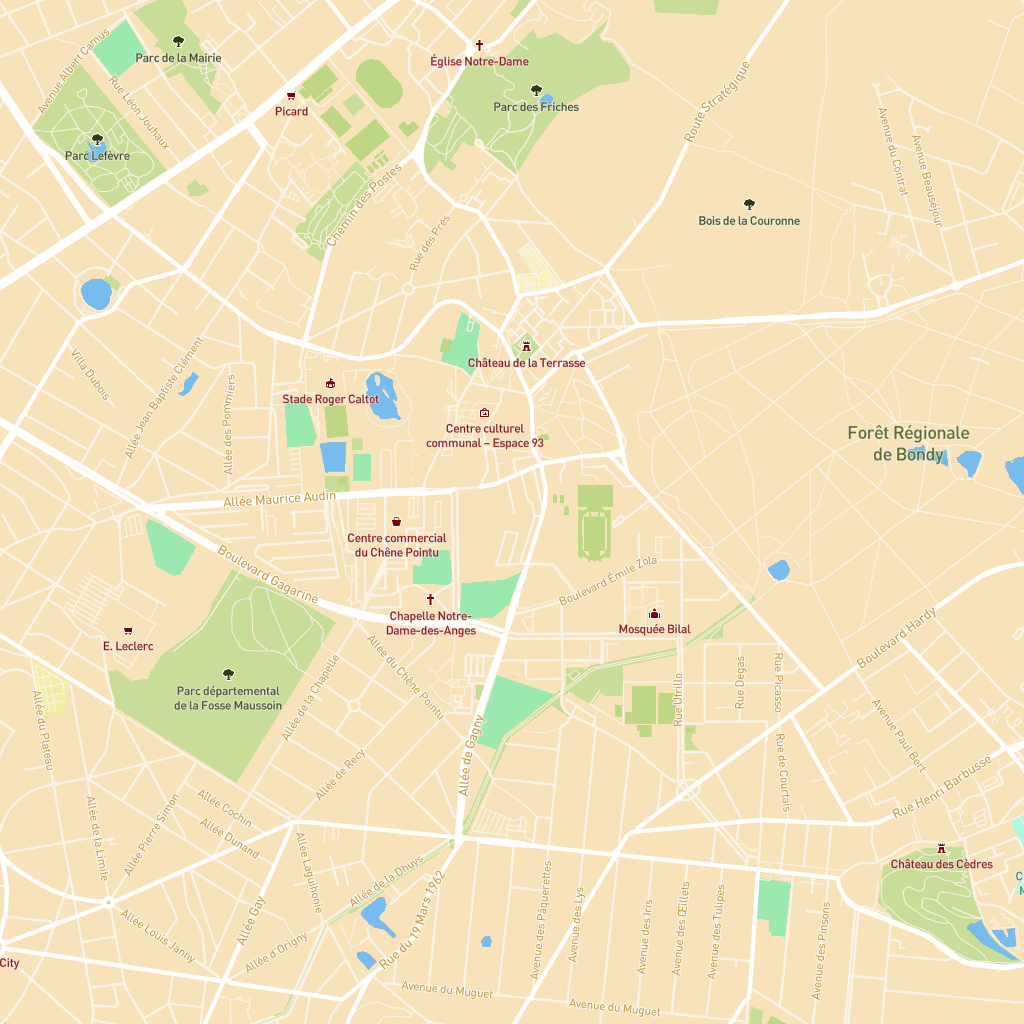 Avenue Albert Camus
Parc de la Mairie
Église Notre-Dame
Rue Léon Jouhaux
Picard
Parc des Friches
Route Stratégique
Avenue du Contrat
Avenue Beauséjour
Parc Lefèvre
Chemin des Postes
Rue des Prés
Bois de la Couronne
Villa Dubois
Allée Jean Baptiste Clément
Allée des Pommiers
Château de la Terrasse
Stade Roger Caltot
Centre culturel
communal – Espace 93
Forêt Régionale
de Bondy
Allée Maurice Audin
Centre commercial
du Chêne Pointu
Boulevard Gagarine
Boulevard Émile Zola
Chapelle Notre-
Dame-des-Anges
Mosquée Bilal
E. Leclerc
Boulevard Hardy
Allée du Chêne Pointu
Allée de la Chapelle
Parc départemental
de la Fosse Maussoin
Allée du Plateau
Rue Utrillo
Rue Degas
Rue Picasso
Avenue Paul Bert
Allée de Gagny
Allée de Recy
Rue de Courtais
Rue Henri Barbusse
Allée de la Limite
Allée Pierre Simon
Allée Cochin
Allée Dunand
Allée Laguilhonie
Allée de la Dhuys
Château des Cèdres
Allée Gay
Allée Louis Janny
Allée d'Origny
Rue du 19 Mars 1962
Avenue des Pâquerettes
Avenue des Lys
Avenue des Iris
Avenue des Œillets
Avenue des Tulipes
Avenue des Pinsons
City
Avenue du Muguet
Avenue du Muguet